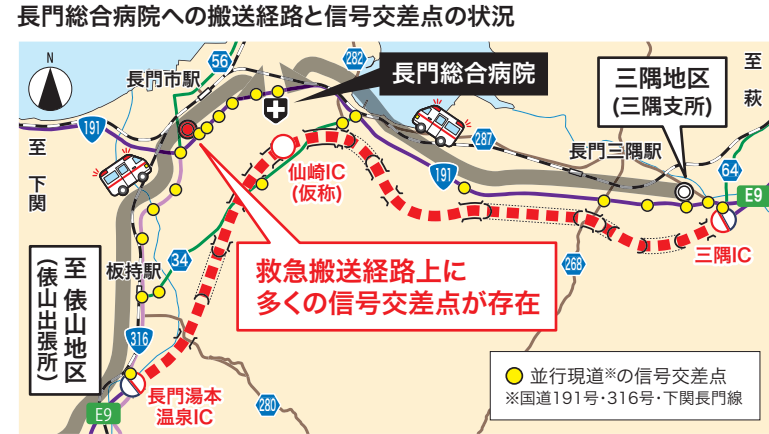 長門総合病院への搬送経路と信号交差点の状況
N
56
282
長門総合病院
三隅地区
(三隅支所)
至 萩
長門市駅
191
至 下関
287
長門三隅駅
仙崎IC
(仮称)
191
64
E9
三隅IC
救急搬送経路上に
多くの信号交差点が存在
34
板持駅
268
至 俵山地区
(俵山出張所)
316
長門湯本
温泉IC
E9
280
並行現道※の信号交差点
※国道191号・316号・下関長門線